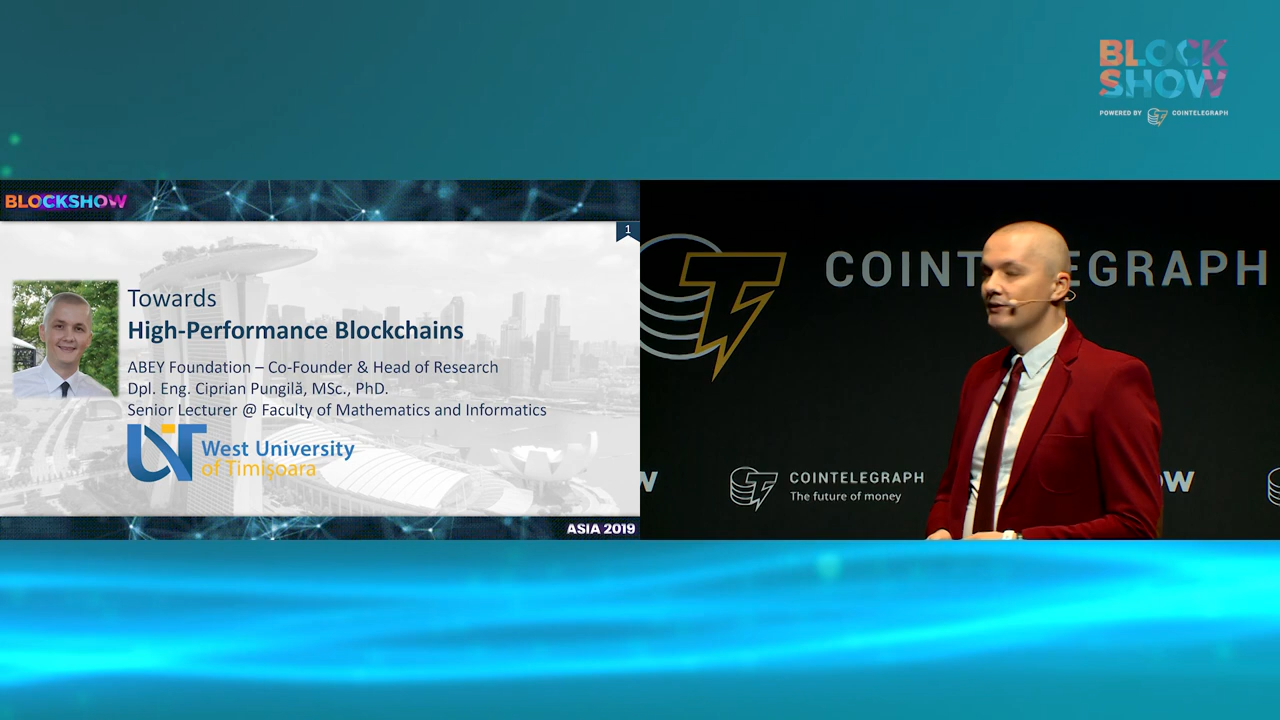 BLOCK
SHOW
POWERED BY COINTELEGRAPH
BLOCKSHOW
1
Towards
High-Performance Blockchains
ABEY Foundation – Co-Founder & Head of Research
Dpl. Eng. Ciprian Pungilă, MSc., PhD.
Senior Lecturer @ Faculty of Mathematics and Informatics
West University
of Timișoara
ASIA 2019
COINT EGRAPH
COINTELEGRAPH
The future of money
W
OW